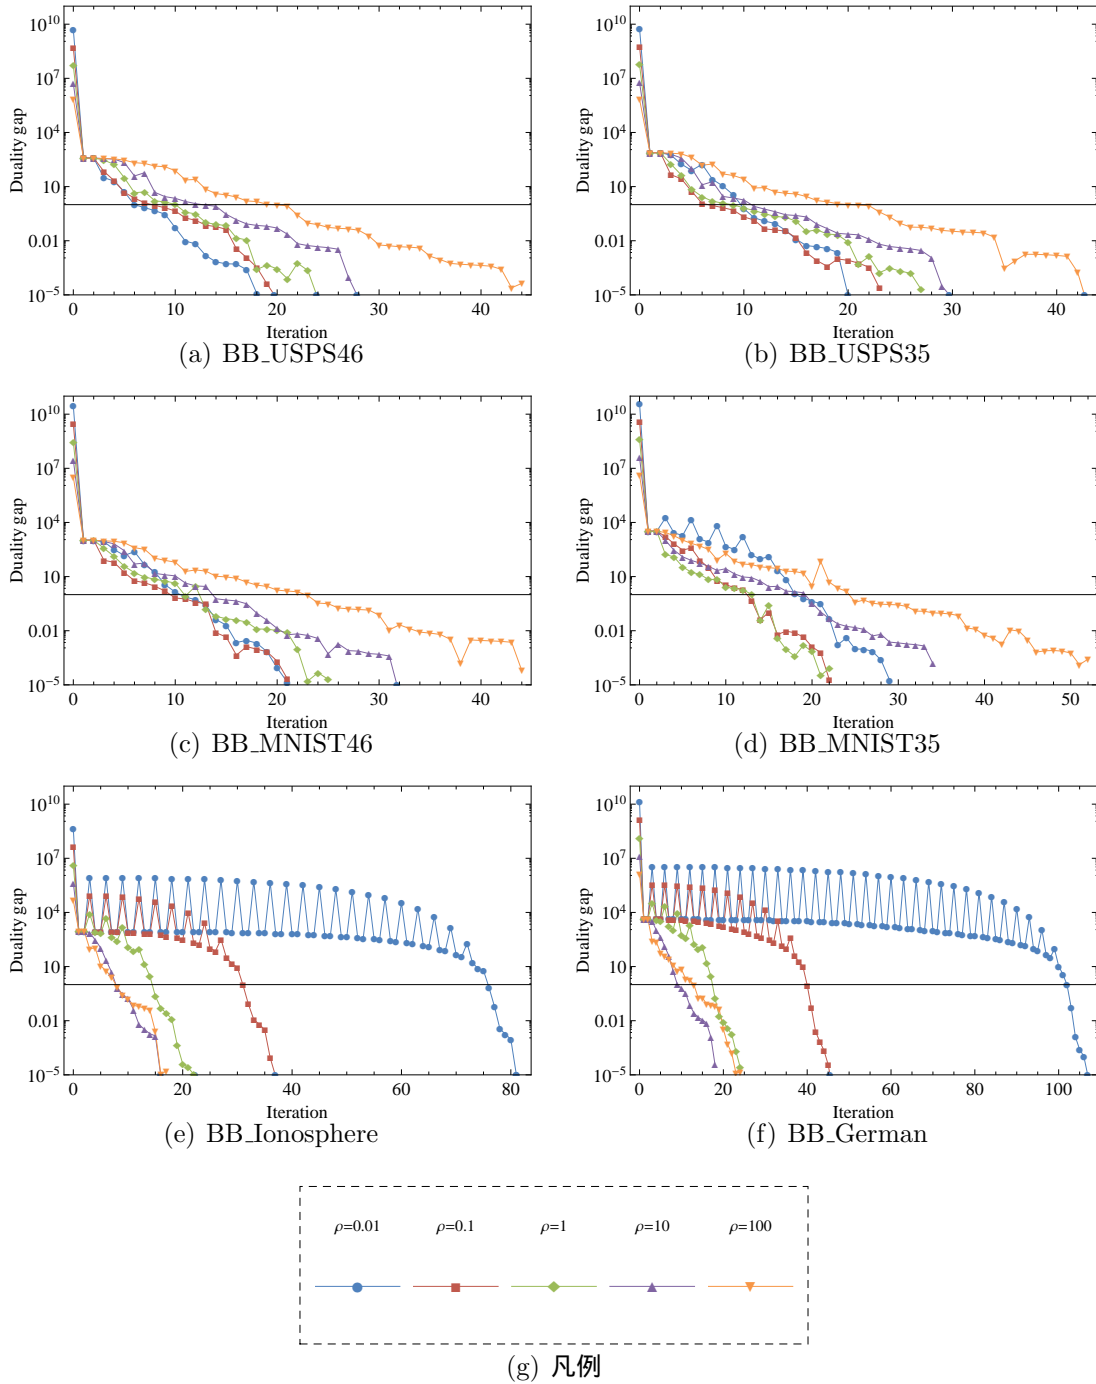 10^10
10^7
10^4
10
0.01
10^-5
Duality gap
0 10 20 30 40
Iteration
(a) BB_USPS46
10^10
10^7
10^4
10
0.01
10^-5
Duality gap
0 10 20 30 40
Iteration
(b) BB_USPS35
10^10
10^7
10^4
10
0.01
10^-5
Duality gap
0 10 20 30 40
Iteration
(c) BB_MNIST46
10^10
10^7
10^4
10
0.01
10^-5
Duality gap
0 10 20 30 40 50
Iteration
(d) BB_MNIST35
10^10
10^7
10^4
10
0.01
10^-5
Duality gap
0 20 40 60 80
Iteration
(e) BB_Ionosphere
10^10
10^7
10^4
10
0.01
10^-5
Duality gap
0 20 40 60 80 100
Iteration
(f) BB_German
ρ=0.01 ρ=0.1 ρ=1 ρ=10 ρ=100
(g) 凡例